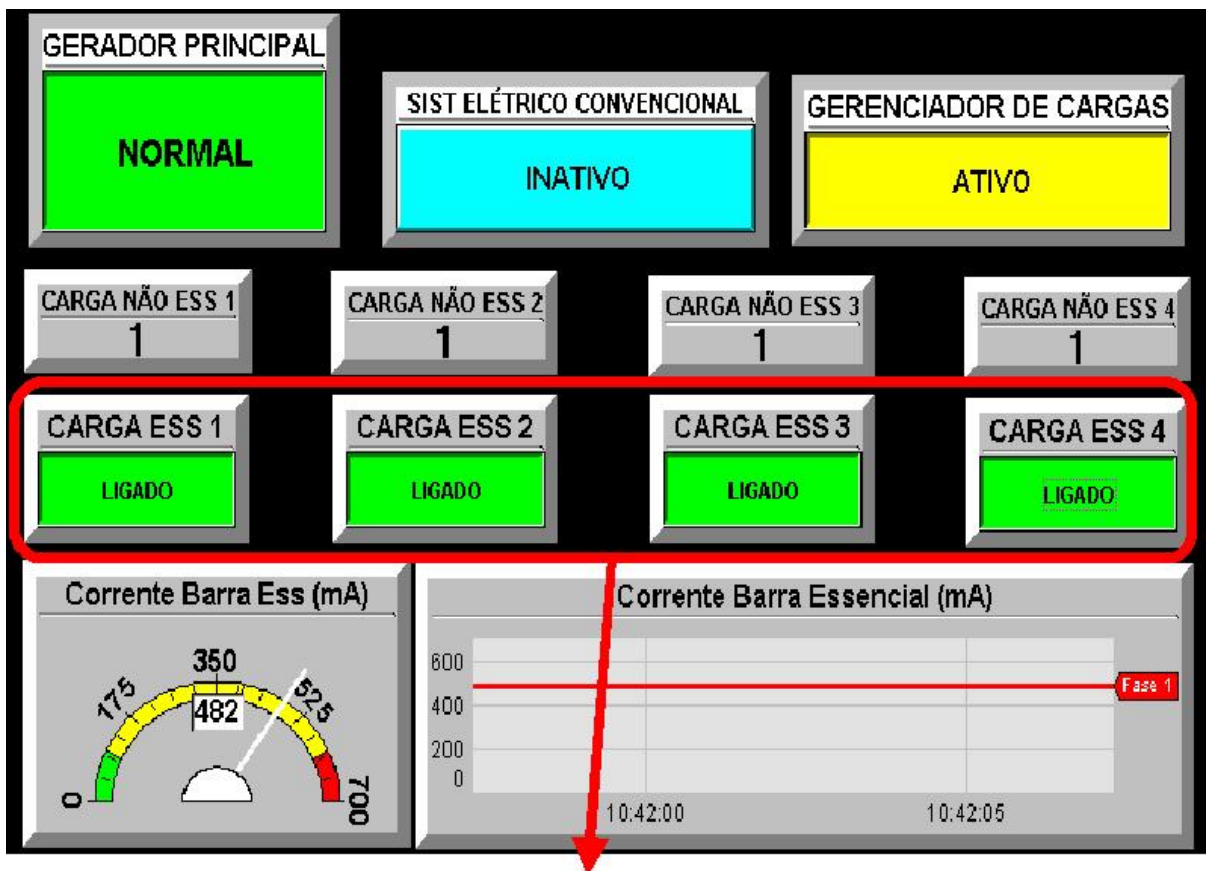 GERADOR PRINCIPAL
NORMAL
SIST ELÉTRICO CONVENCIONAL
INATIVO
GERENCIADOR DE CARGAS
ATIVO
CARGA NÃO ESS 1
1
CARGA NÃO ESS 2
1
CARGA NÃO ESS 3
1
CARGA NÃO ESS 4
1
CARGA ESS 1
LIGADO
CARGA ESS 2
LIGADO
CARGA ESS 3
LIGADO
CARGA ESS 4
LIGADO
Corrente Barra Ess (mA)
0
175
350
525
700
482
Corrente Barra Essencial (mA)
600
400
200
0
Fase 1
10:42:00
10:42:05